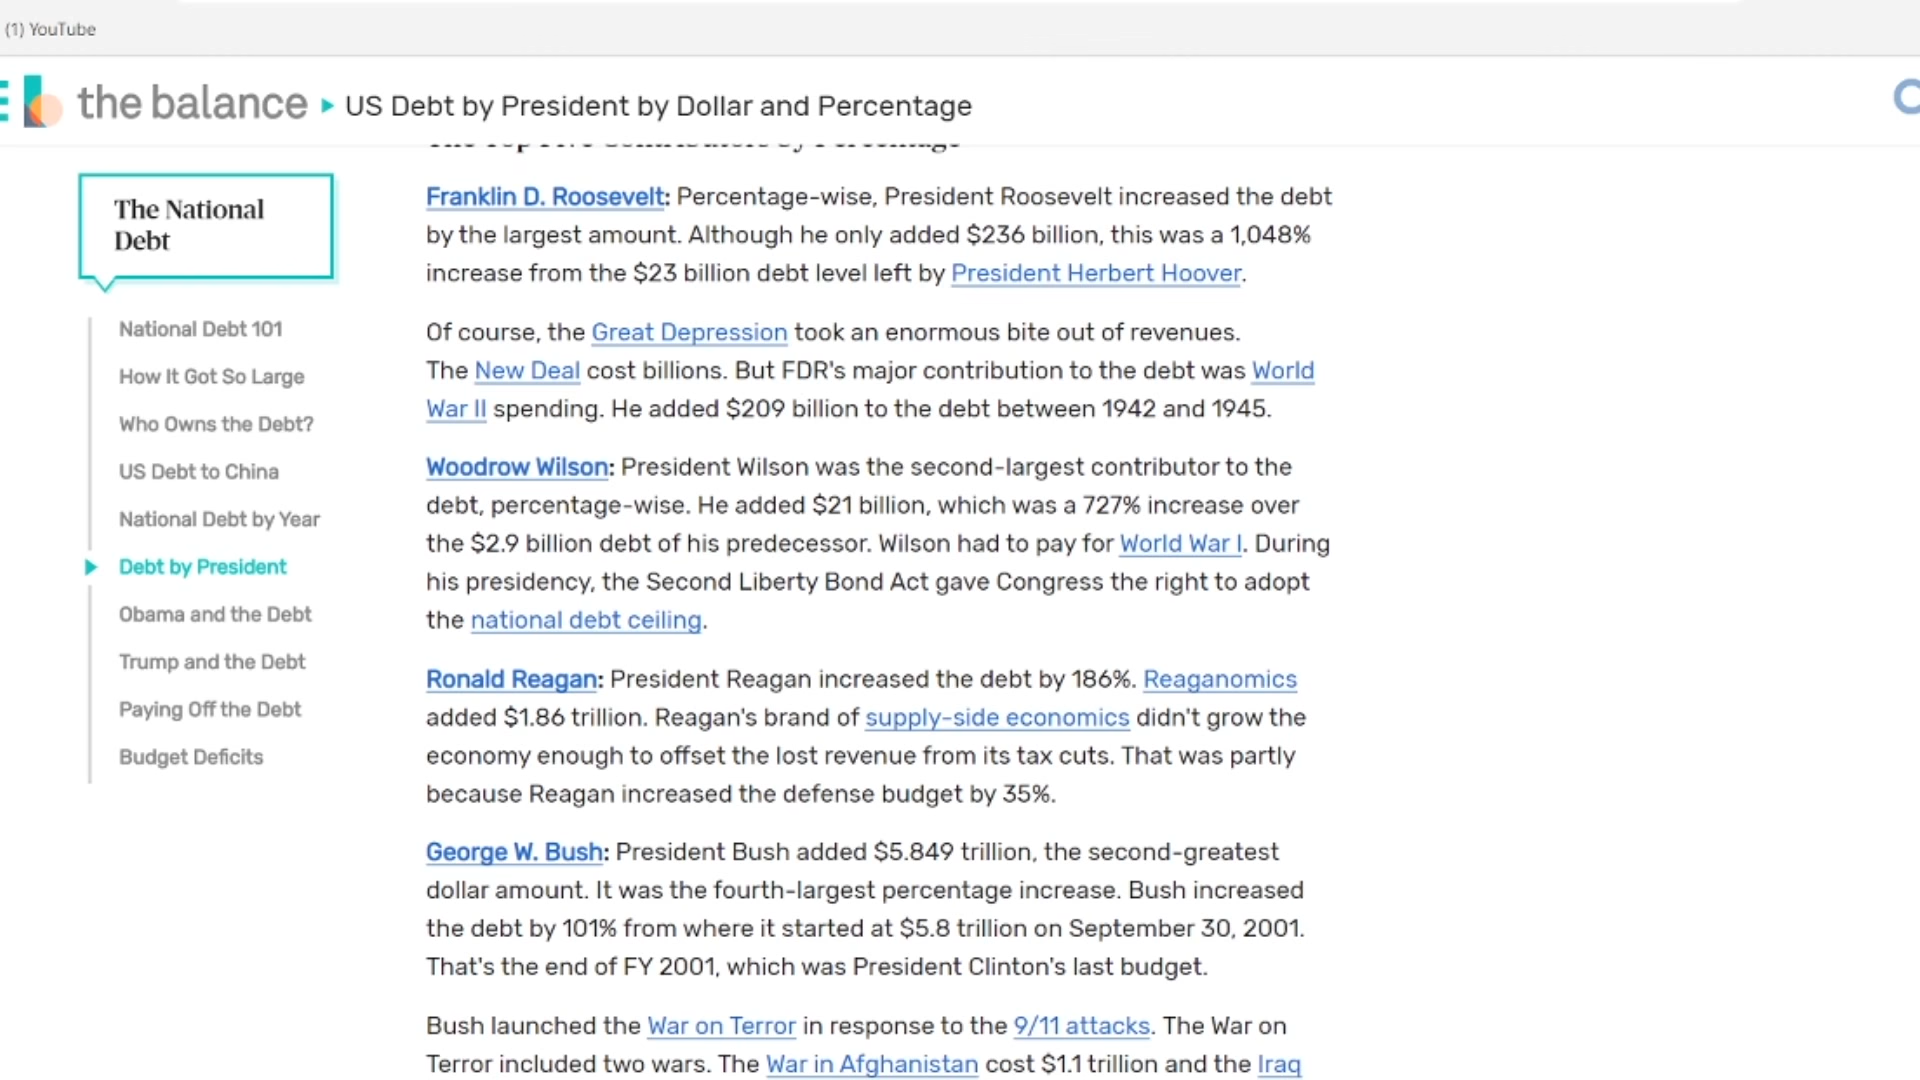 (1) YouTube
the balance US Debt by President by Dollar and Percentage
The Top Five Contributors by Percentage
The National
Debt
National Debt 101
How It Got So Large
Who Owns the Debt?
US Debt to China
National Debt by Year
Debt by President
Obama and the Debt
Trump and the Debt
Paying Off the Debt
Budget Deficits
Franklin D. Roosevelt: Percentage-wise, President Roosevelt increased the debt
by the largest amount. Although he only added $236 billion, this was a 1,048%
increase from the $23 billion debt level left by President Herbert Hoover.
Of course, the Great Depression took an enormous bite out of revenues.
The New Deal cost billions. But FDR's major contribution to the debt was World
War II spending. He added $209 billion to the debt between 1942 and 1945.
Woodrow Wilson: President Wilson was the second-largest contributor to the
debt, percentage-wise. He added $21 billion, which was a 727% increase over
the $2.9 billion debt of his predecessor. Wilson had to pay for World War I. During
his presidency, the Second Liberty Bond Act gave Congress the right to adopt
the national debt ceiling.
Ronald Reagan: President Reagan increased the debt by 186%. Reaganomics
added $1.86 trillion. Reagan's brand of supply-side economics didn't grow the
economy enough to offset the lost revenue from its tax cuts. That was partly
because Reagan increased the defense budget by 35%.
George W. Bush: President Bush added $5.849 trillion, the second-greatest
dollar amount. It was the fourth-largest percentage increase. Bush increased
the debt by 101% from where it started at $5.8 trillion on September 30, 2001.
That's the end of FY 2001, which was President Clinton's last budget.
Bush launched the War on Terror in response to the 9/11 attacks. The War on
Terror included two wars. The War in Afghanistan cost $1.1 trillion and the Iraq